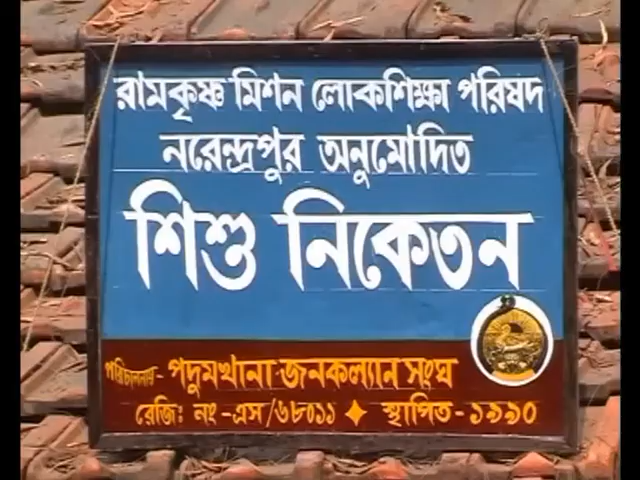 রামকৃষ্ণ মিশন লোকশিক্ষা পরিষদ
নরেন্দ্রপুর অনুমোদিত
শিশু নিকেতন
পরিচালনায়- পদুমখানা জনকল্যান সংঘ
রেজি: নং -এস/৬৮০১১ ✦ স্থাপিত - ১৯৯০